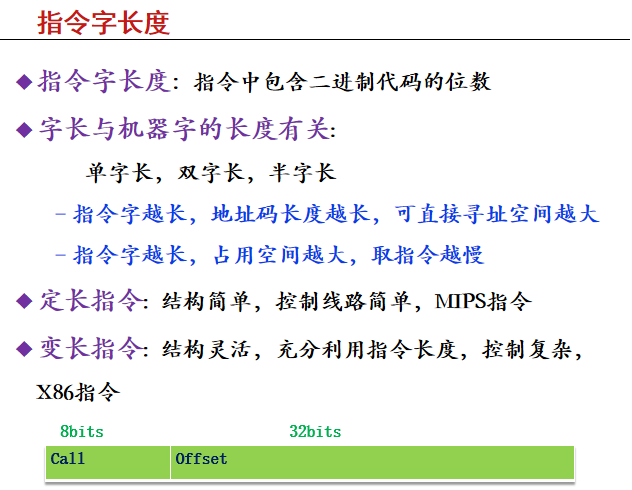 指令字长度
◆指令字长度：指令中包含二进制代码的位数
◆字长与机器字的长度有关:
单字长，双字长，半字长
–指令字越长，地址码长度越长，可直接寻址空间越大
–指令字越长，占用空间越大，取指令越慢
◆定长指令：结构简单，控制线路简单，MIPS指令
◆变长指令：结构灵活，充分利用指令长度，控制复杂，
X86指令
8bits 32bits
Call Offset